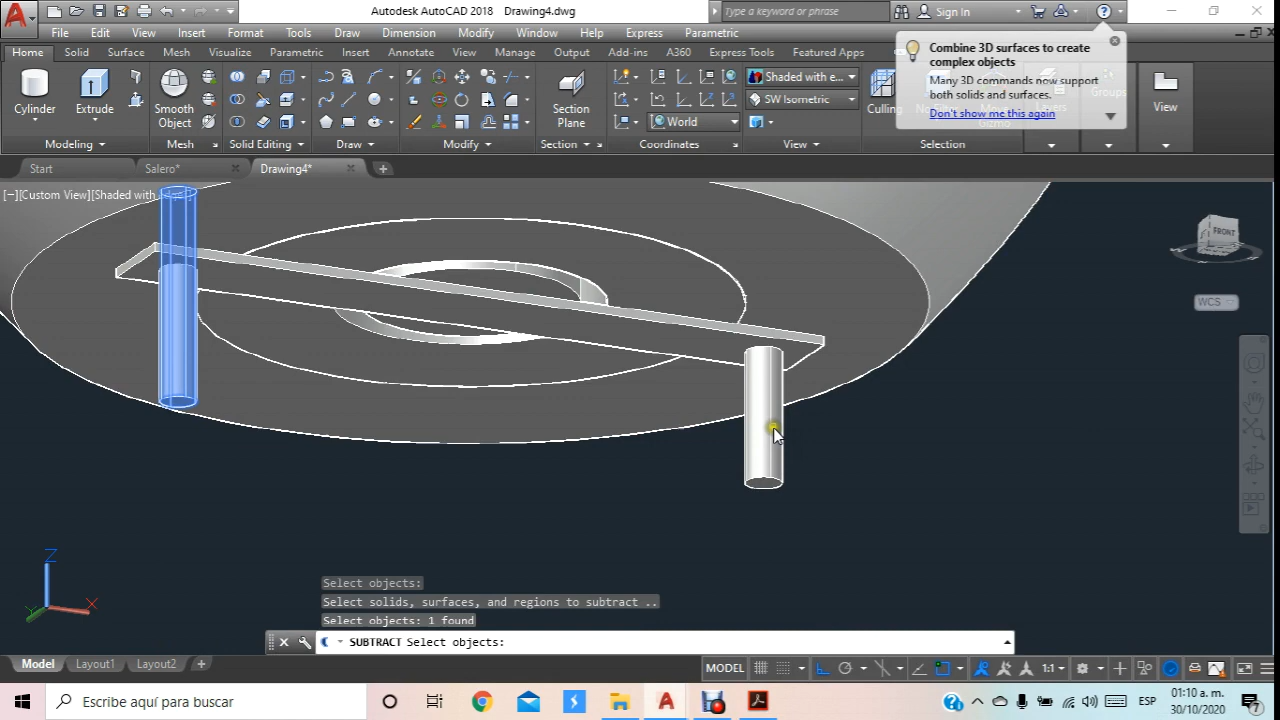 Autodesk AutoCAD 2018 Drawing4.dwg
Type a keyword or phrase
Sign In
File Edit View Insert Format Tools Draw Dimension Modify Window Help Express Parametric
Home Solid Surface Mesh Visualize Parametric Insert Annotate View Manage Output Add-ins A360 Express Tools Featured Apps
Cylinder
Extrude
Smooth
Object
Section
Plane
Shaded with e...
SW Isometric
World
Culling
View
Modeling
Mesh
Solid Editing
Draw
Modify
Section
Coordinates
View
Selection
Groups
Layers
Combine 3D surfaces to create
complex objects
Many 3D commands now support
both solids and surfaces.
Don't show me this again
Start
Salero*
Drawing4*
[−][Custom View][Shaded with
FRONT
WCS
Z
X
Y
Select objects:
Select solids, surfaces, and regions to subtract ..
Select objects: 1 found
SUBTRACT Select objects:
Model Layout1 Layout2
MODEL
1:1
Escribe aquí para buscar
ESP
01:10 a. m.
30/10/2020
7